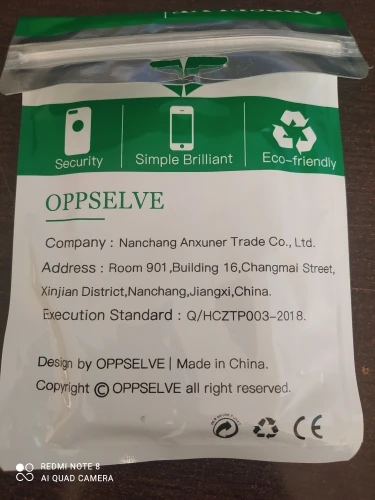 Security
Simple Brilliant
Eco-friendly
OPPSELVE
Company : Nanchang Anxuner Trade Co., Ltd.
Address : Room 901 ,Building 16,Changmai Street,
Xinjian District,Nanchang,Jiangxi,China.
Execution Standard : Q/HCZTP003-2018.
Design by OPPSELVE | Made in China.
Copyright © OPPSELVE all right reserved.
CE
REDMI NOTE 8
AI QUAD CAMERA